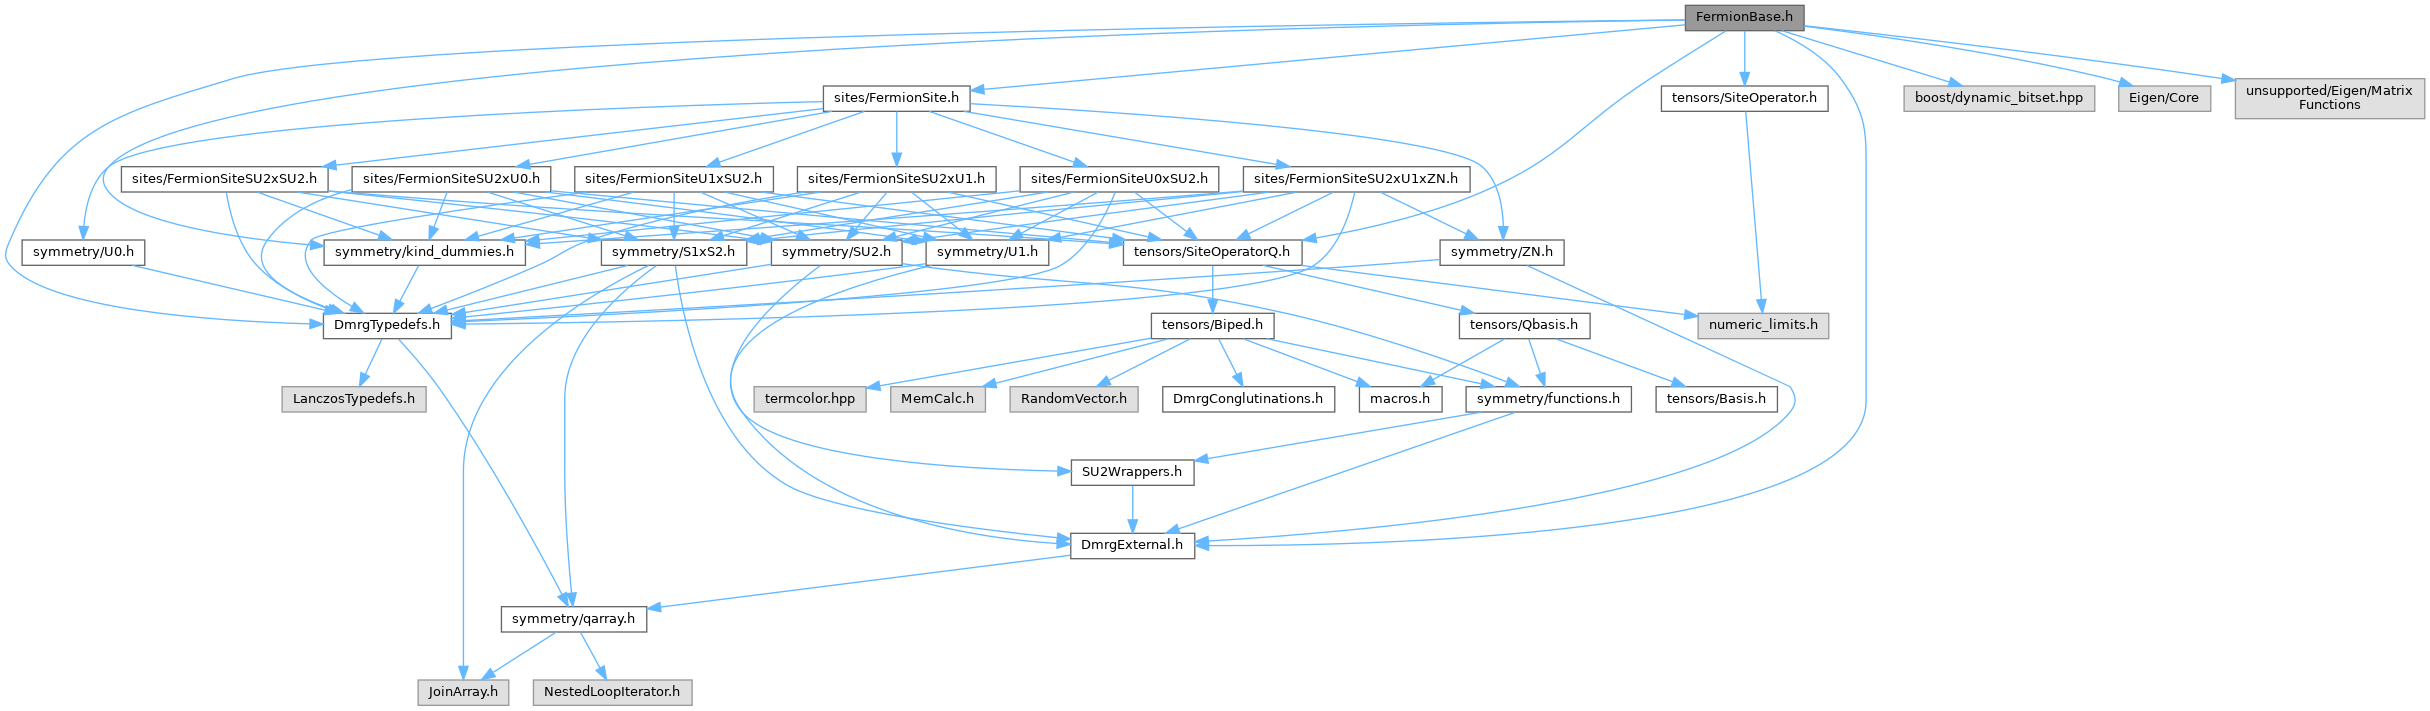 FermionBase.h
sites/FermionSite.h
tensors/SiteOperator.h
boost/dynamic_bitset.hpp
Eigen/Core
unsupported/Eigen/Matrix
Functions
sites/FermionSiteSU2xSU2.h
sites/FermionSiteSU2xU0.h
sites/FermionSiteU1xSU2.h
sites/FermionSiteSU2xU1.h
sites/FermionSiteU0xSU2.h
sites/FermionSiteSU2xU1xZN.h
symmetry/U0.h
symmetry/kind_dummies.h
symmetry/S1xS2.h
symmetry/SU2.h
symmetry/U1.h
tensors/SiteOperatorQ.h
symmetry/ZN.h
DmrgTypedefs.h
tensors/Biped.h
tensors/Qbasis.h
numeric_limits.h
LanczosTypedefs.h
termcolor.hpp
MemCalc.h
RandomVector.h
DmrgConglutinations.h
macros.h
symmetry/functions.h
tensors/Basis.h
SU2Wrappers.h
DmrgExternal.h
symmetry/qarray.h
JoinArray.h
NestedLoopIterator.h